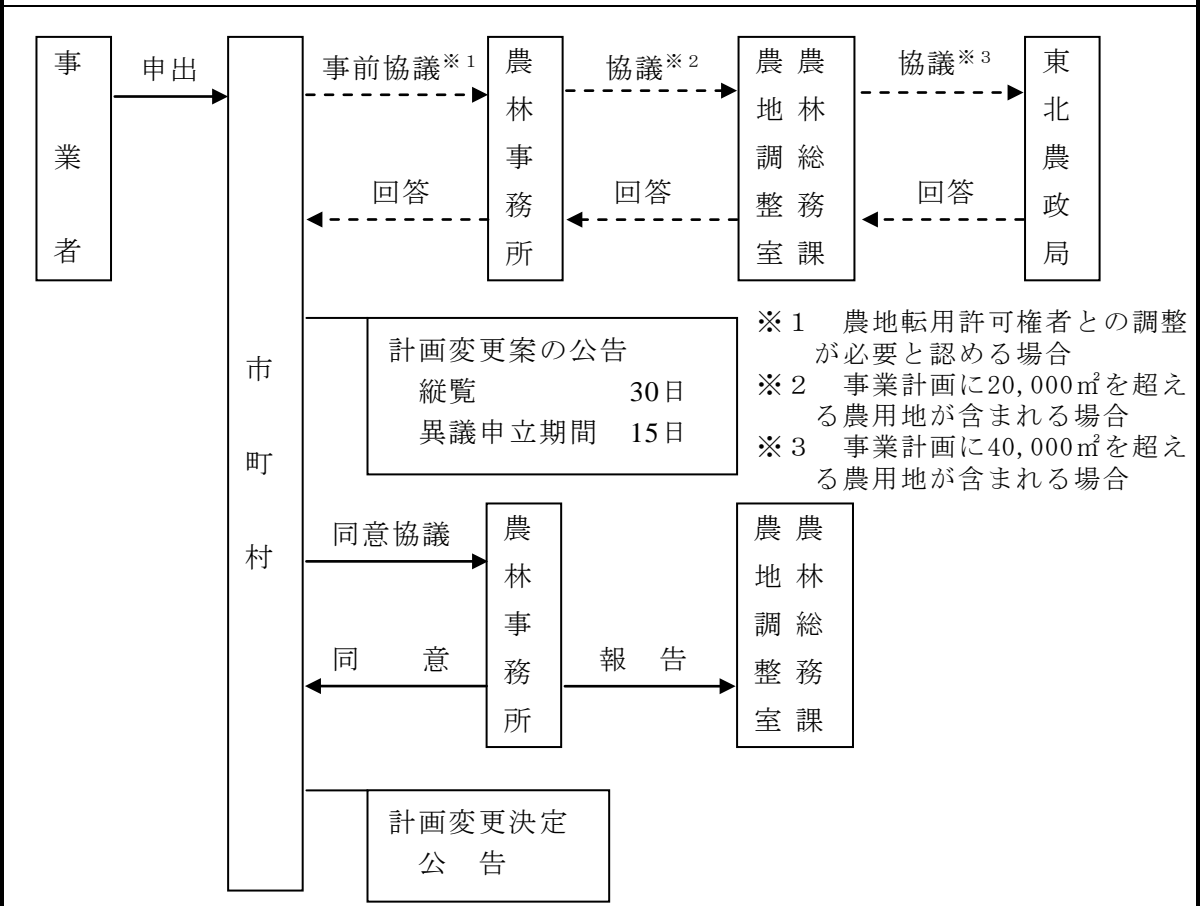 事業者
申出
市町村
事前協議※1
回答
農林事務所
協議※2
回答
農林総務課
農地調整室
協議※3
回答
東北農政局
計画変更案の公告
縦覧 30日
異議申立期間 15日
※1 農地転用許可権者との調整
が必要と認める場合
※2 事業計画に20,000㎡を超え
る農用地が含まれる場合
※3 事業計画に40,000㎡を超え
る農用地が含まれる場合
同意協議
同 意
農林事務所
報 告
農林総務課
農地調整室
計画変更決定
公 告